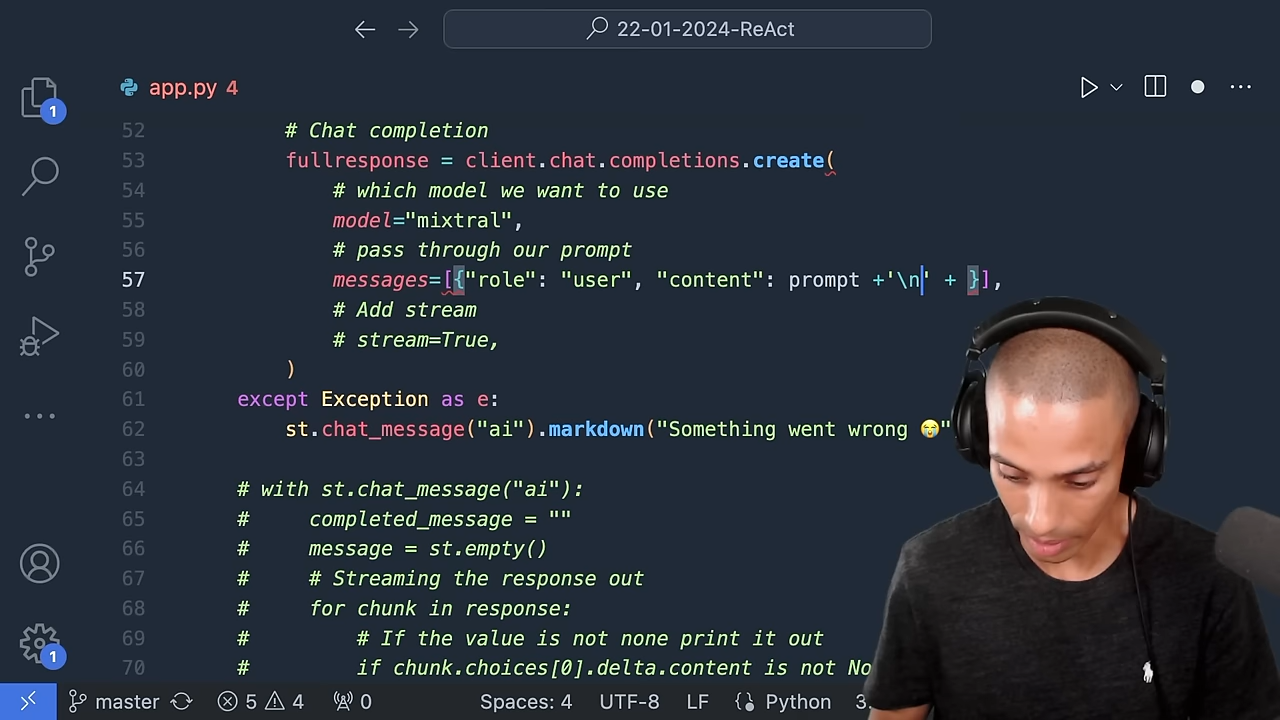 22-01-2024-ReAct
app.py 4
1
52 # Chat completion
53 fullresponse = client.chat.completions.create(
54 # which model we want to use
55 model="mixtral",
56 # pass through our prompt
57 messages=[{"role": "user", "content": prompt +'\n' + }],
58 # Add stream
59 # stream=True,
60 )
61 except Exception as e:
62 st.chat_message("ai").markdown("Something went wrong 😭"
63
64 # with st.chat_message("ai"):
65 # completed_message = ""
66 # message = st.empty()
67 # # Streaming the response out
68 # for chunk in response:
69 # # If the value is not none print it out
70 # if chunk.choices[0].delta.content is not No
1
master 5 4 0 Spaces: 4 UTF-8 LF Python 3.